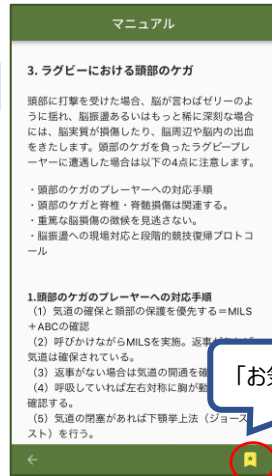 マニュアル
3. ラグビーにおける頭部のケガ
頭部に打撃を受けた場合、脳が言わばゼリーのよ
うに揺れ、脳振盪あるいはもっと稀に深刻な場合
には、脳実質が損傷したり、脳周辺や脳内の出血
をきたします。頭部のケガを負ったラグビープレ
ーヤーに遭遇した場合は以下の4点に注意します。
・頭部のケガのプレーヤーへの対応手順
・頭部のケガと脊椎・脊髄損傷は関連する。
・重篤な脳損傷の徴候を見逃さない。
・脳振盪への現場対応と段階的競技復帰プロトコ
ール
1.頭部のケガのプレーヤーへの対応手順
（1）気道の確保と頚部の保護を優先する＝MILS
＋ABCの確認
（2）呼びかけながらMILSを実施。返事が
気道は確保されている。
（3）返事がない場合は気道の開通を確
（4）呼吸していれば左右対称に胸が動
確認する。
（5）気道の閉塞があれば下顎挙上法（ジョース
スト）を行う。
「お